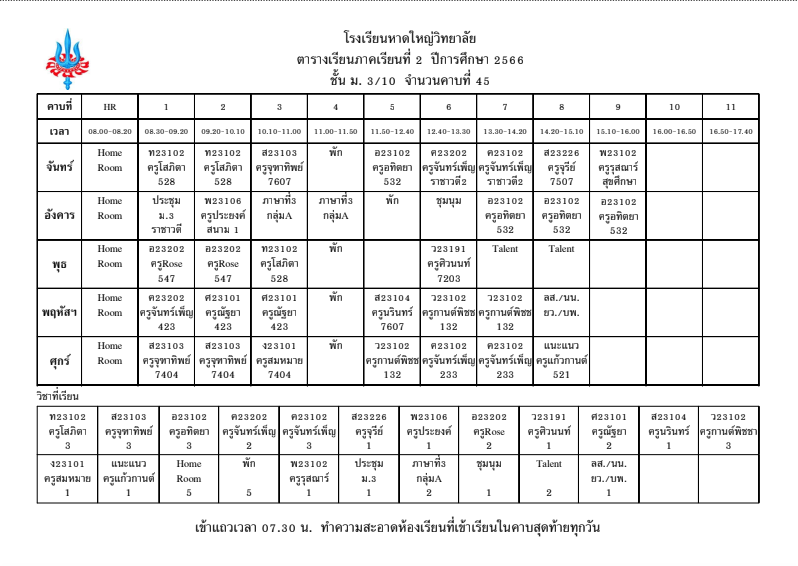 โรงเรียนหาดใหญ่วิทยาลัย
ตารางเรียนภาคเรียนที่ 2 ปีการศึกษา 2566
ชั้น ม. 3/10 จำนวนคาบที่ 45
คาบที่ HR 1 2 3 4 5 6 7 8 9 10 11
เวลา 08.00-08.20 08.30-09.20 09.20-10.10 10.10-11.00 11.00-11.50 11.50-12.40 12.40-13.30 13.30-14.20 14.20-15.10 15.10-16.00 16.00-16.50 16.50-17.40
Home ท23102 ท23102 ส23103 พัก อ23102 ค23202 ค23102 ส23226 พ23102
จันทร์ Room ครูโสภิตา ครูโสภิตา ครูจุฑาทิพย์ ครูอทิตยา ครูจันทร์เพ็ญ ครูจันทร์เพ็ญ ครูจุรีย์ ครูรุสณาร์
528 528 7607 532 ราชาวดี2 ราชาวดี2 7507 สุขศึกษา
Home ประชุม พ23106 ภาษาที่3 ภาษาที่3 พัก ชุมนุม อ23102 อ23102 อ23102
อังคาร Room ม.3 ครูประยงค์ กลุ่มA กลุ่มA ครูอทิตยา ครูอทิตยา ครูอทิตยา
ราชาวดี สนาม 1 532 532 532
Home อ23202 อ23202 ท23102 พัก ว23191 Talent Talent
พุธ Room ครูRose ครูRose ครูโสภิตา ครูศิวนนท์
547 547 528 7203
Home ค23202 ศ23101 ศ23101 พัก ส23104 ว23102 ว23102 ลส./นน.
พฤหัสฯ Room ครูจันทร์เพ็ญ ครูณัฐยา ครูณัฐยา ครูนรินทร์ ครูกานต์พิชช ครูกานต์พิชช ยว./บพ.
423 423 423 7607 132 132
Home ส23103 ส23103 ง23101 พัก ว23102 ค23102 ค23102 แนะแนว
ศุกร์ Room ครูจุฑาทิพย์ ครูจุฑาทิพย์ ครูสมหมาย ครูกานต์พิชช ครูจันทร์เพ็ญ ครูจันทร์เพ็ญ ครูแก้วกานต์
7404 7404 7404 132 233 233 521
วิชาที่เรียน
ท23102 ส23103 อ23102 ค23202 ค23102 ส23226 พ23106 อ23202 ว23191 ศ23101 ส23104 ว23102
ครูโสภิตา ครูจุฑาทิพย์ ครูอทิตยา ครูจันทร์เพ็ญ ครูจันทร์เพ็ญ ครูจุรีย์ ครูประยงค์ ครูRose ครูศิวนนท์ ครูณัฐยา ครูนรินทร์ ครูกานต์พิชชา
3 3 3 2 3 1 1 2 1 2 1 3
ง23101 แนะแนว Home พัก พ23102 ประชุม ภาษาที่3 ชุมนุม Talent ลส./นน.
ครูสมหมาย ครูแก้วกานต์ Room ครูรุสณาร์ ม.3 กลุ่มA ยว./บพ.
1 1 5 5 1 1 2 1 2 1
เข้าแถวเวลา 07.30 น. ทำความสะอาดห้องเรียนที่เข้าเรียนในคาบสุดท้ายทุกวัน